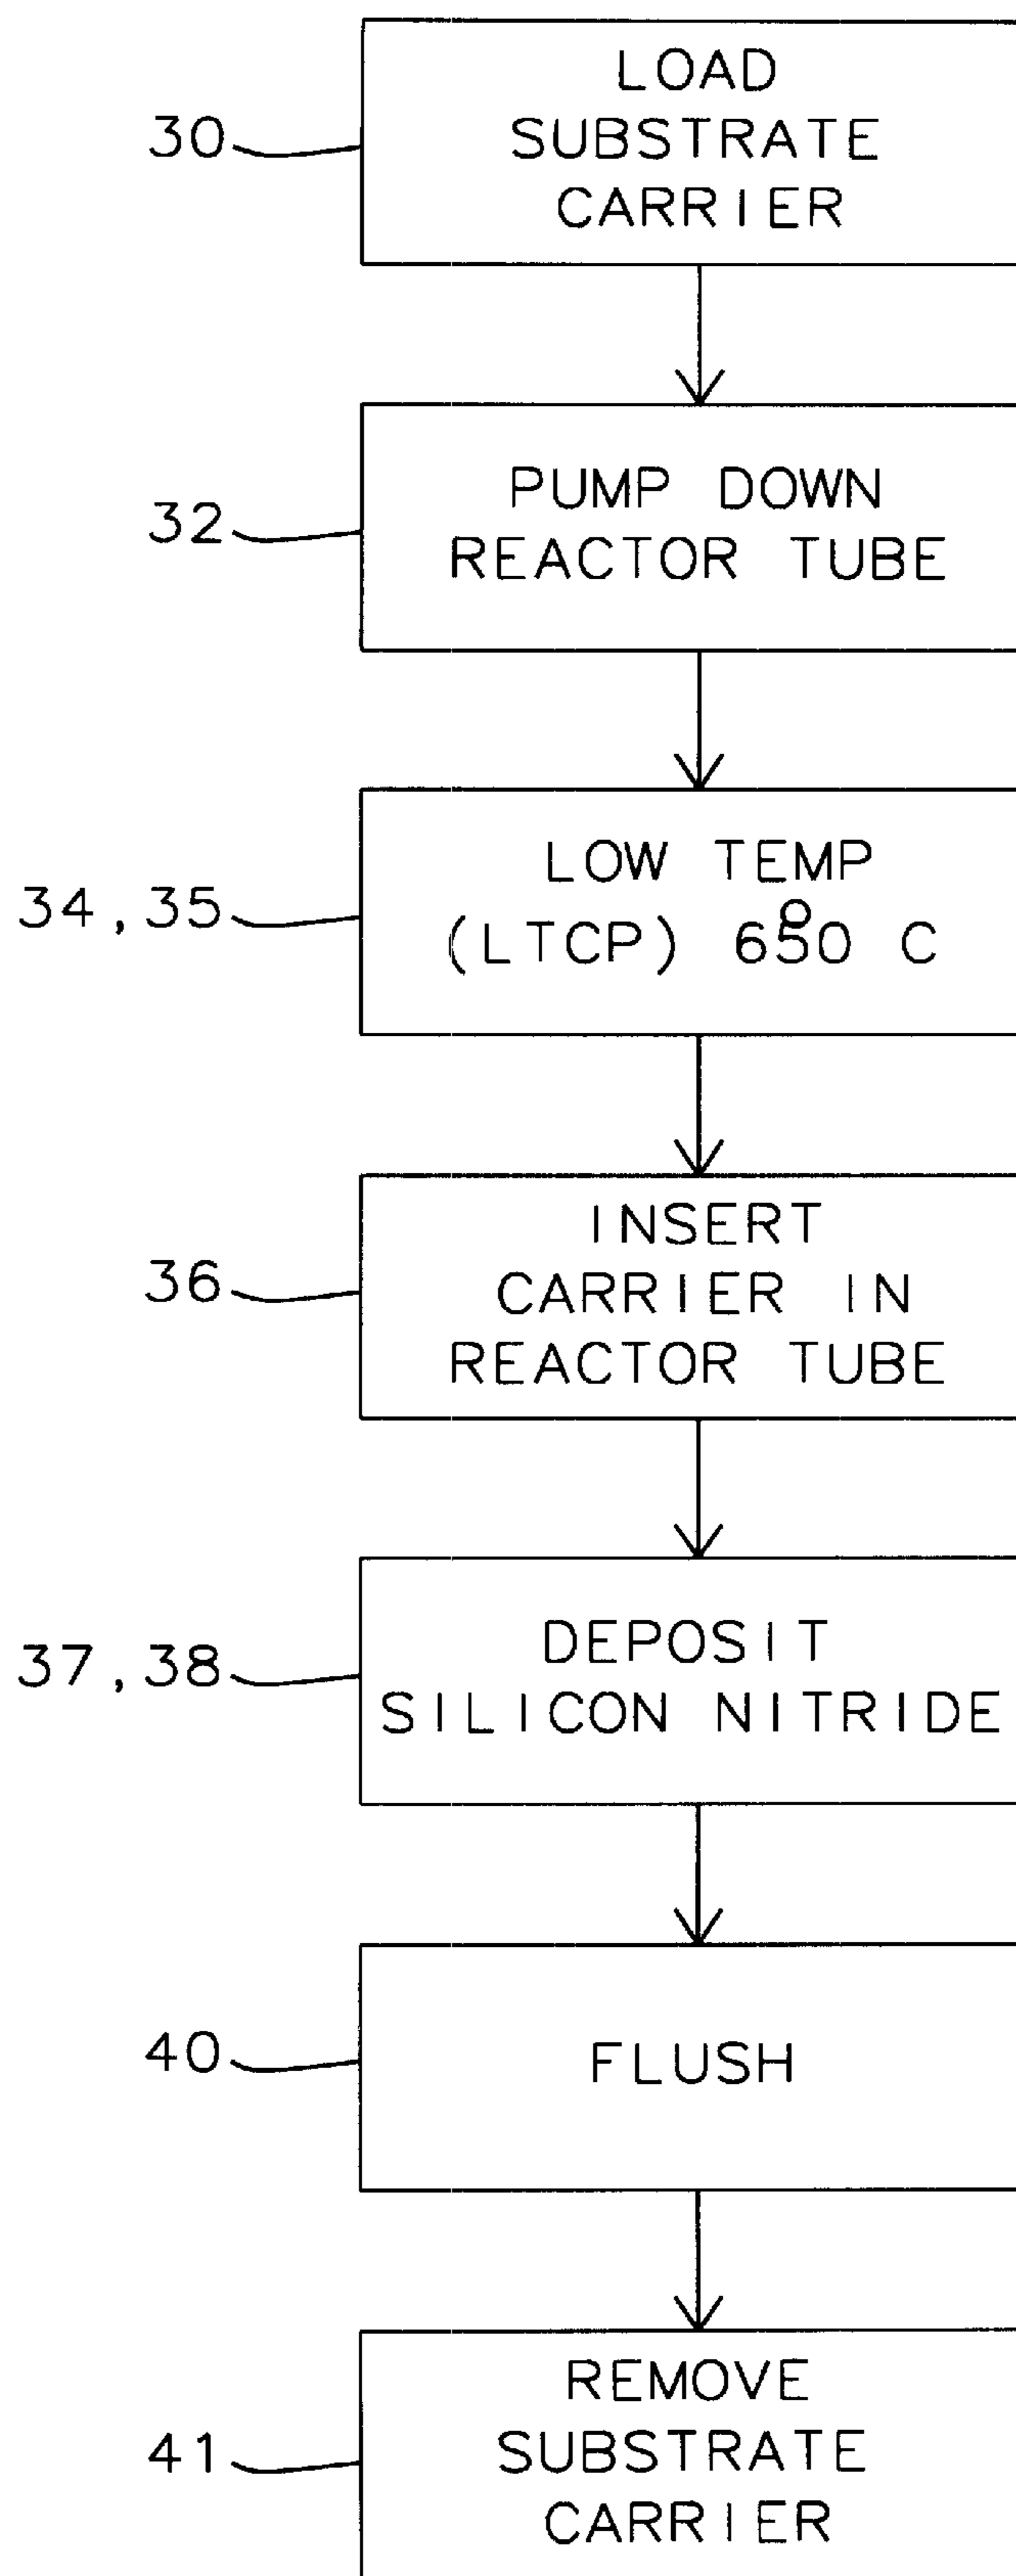 LOAD
SUBSTRATE
CARRIER
30
PUMP DOWN
REACTOR TUBE
32
LOW TEMP
(LTCP) 650° C
34,35
INSERT
CARRIER IN
REACTOR TUBE
36
DEPOSIT
SILICON NITRIDE
37,38
FLUSH
40
REMOVE
SUBSTRATE
CARRIER
41